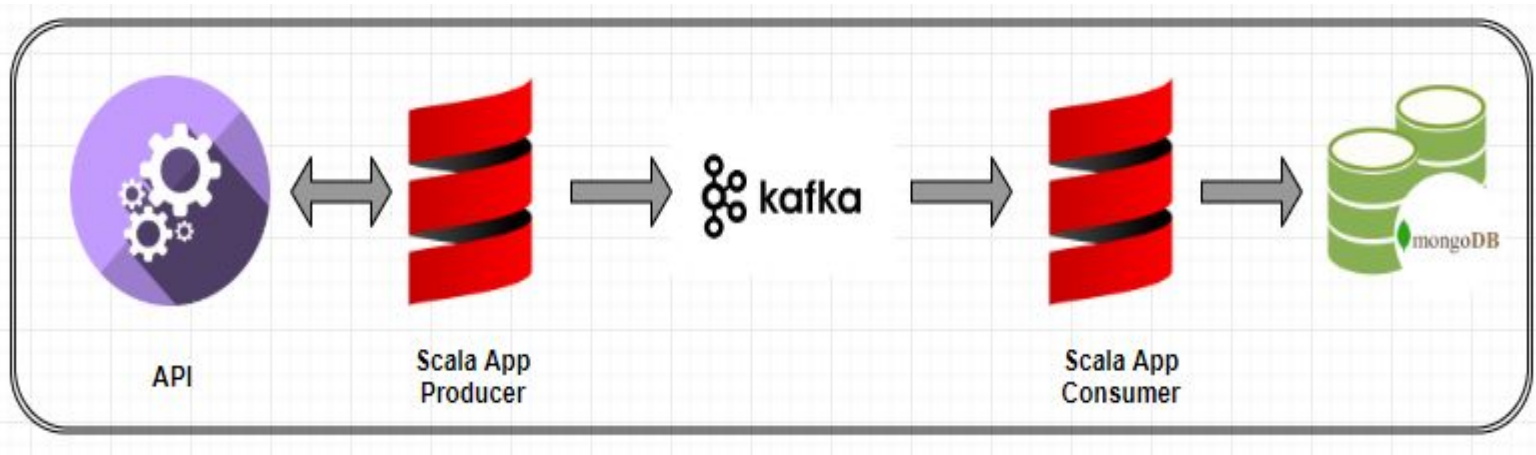 kafka
mongoDB
API
Scala App
Producer
Scala App
Consumer